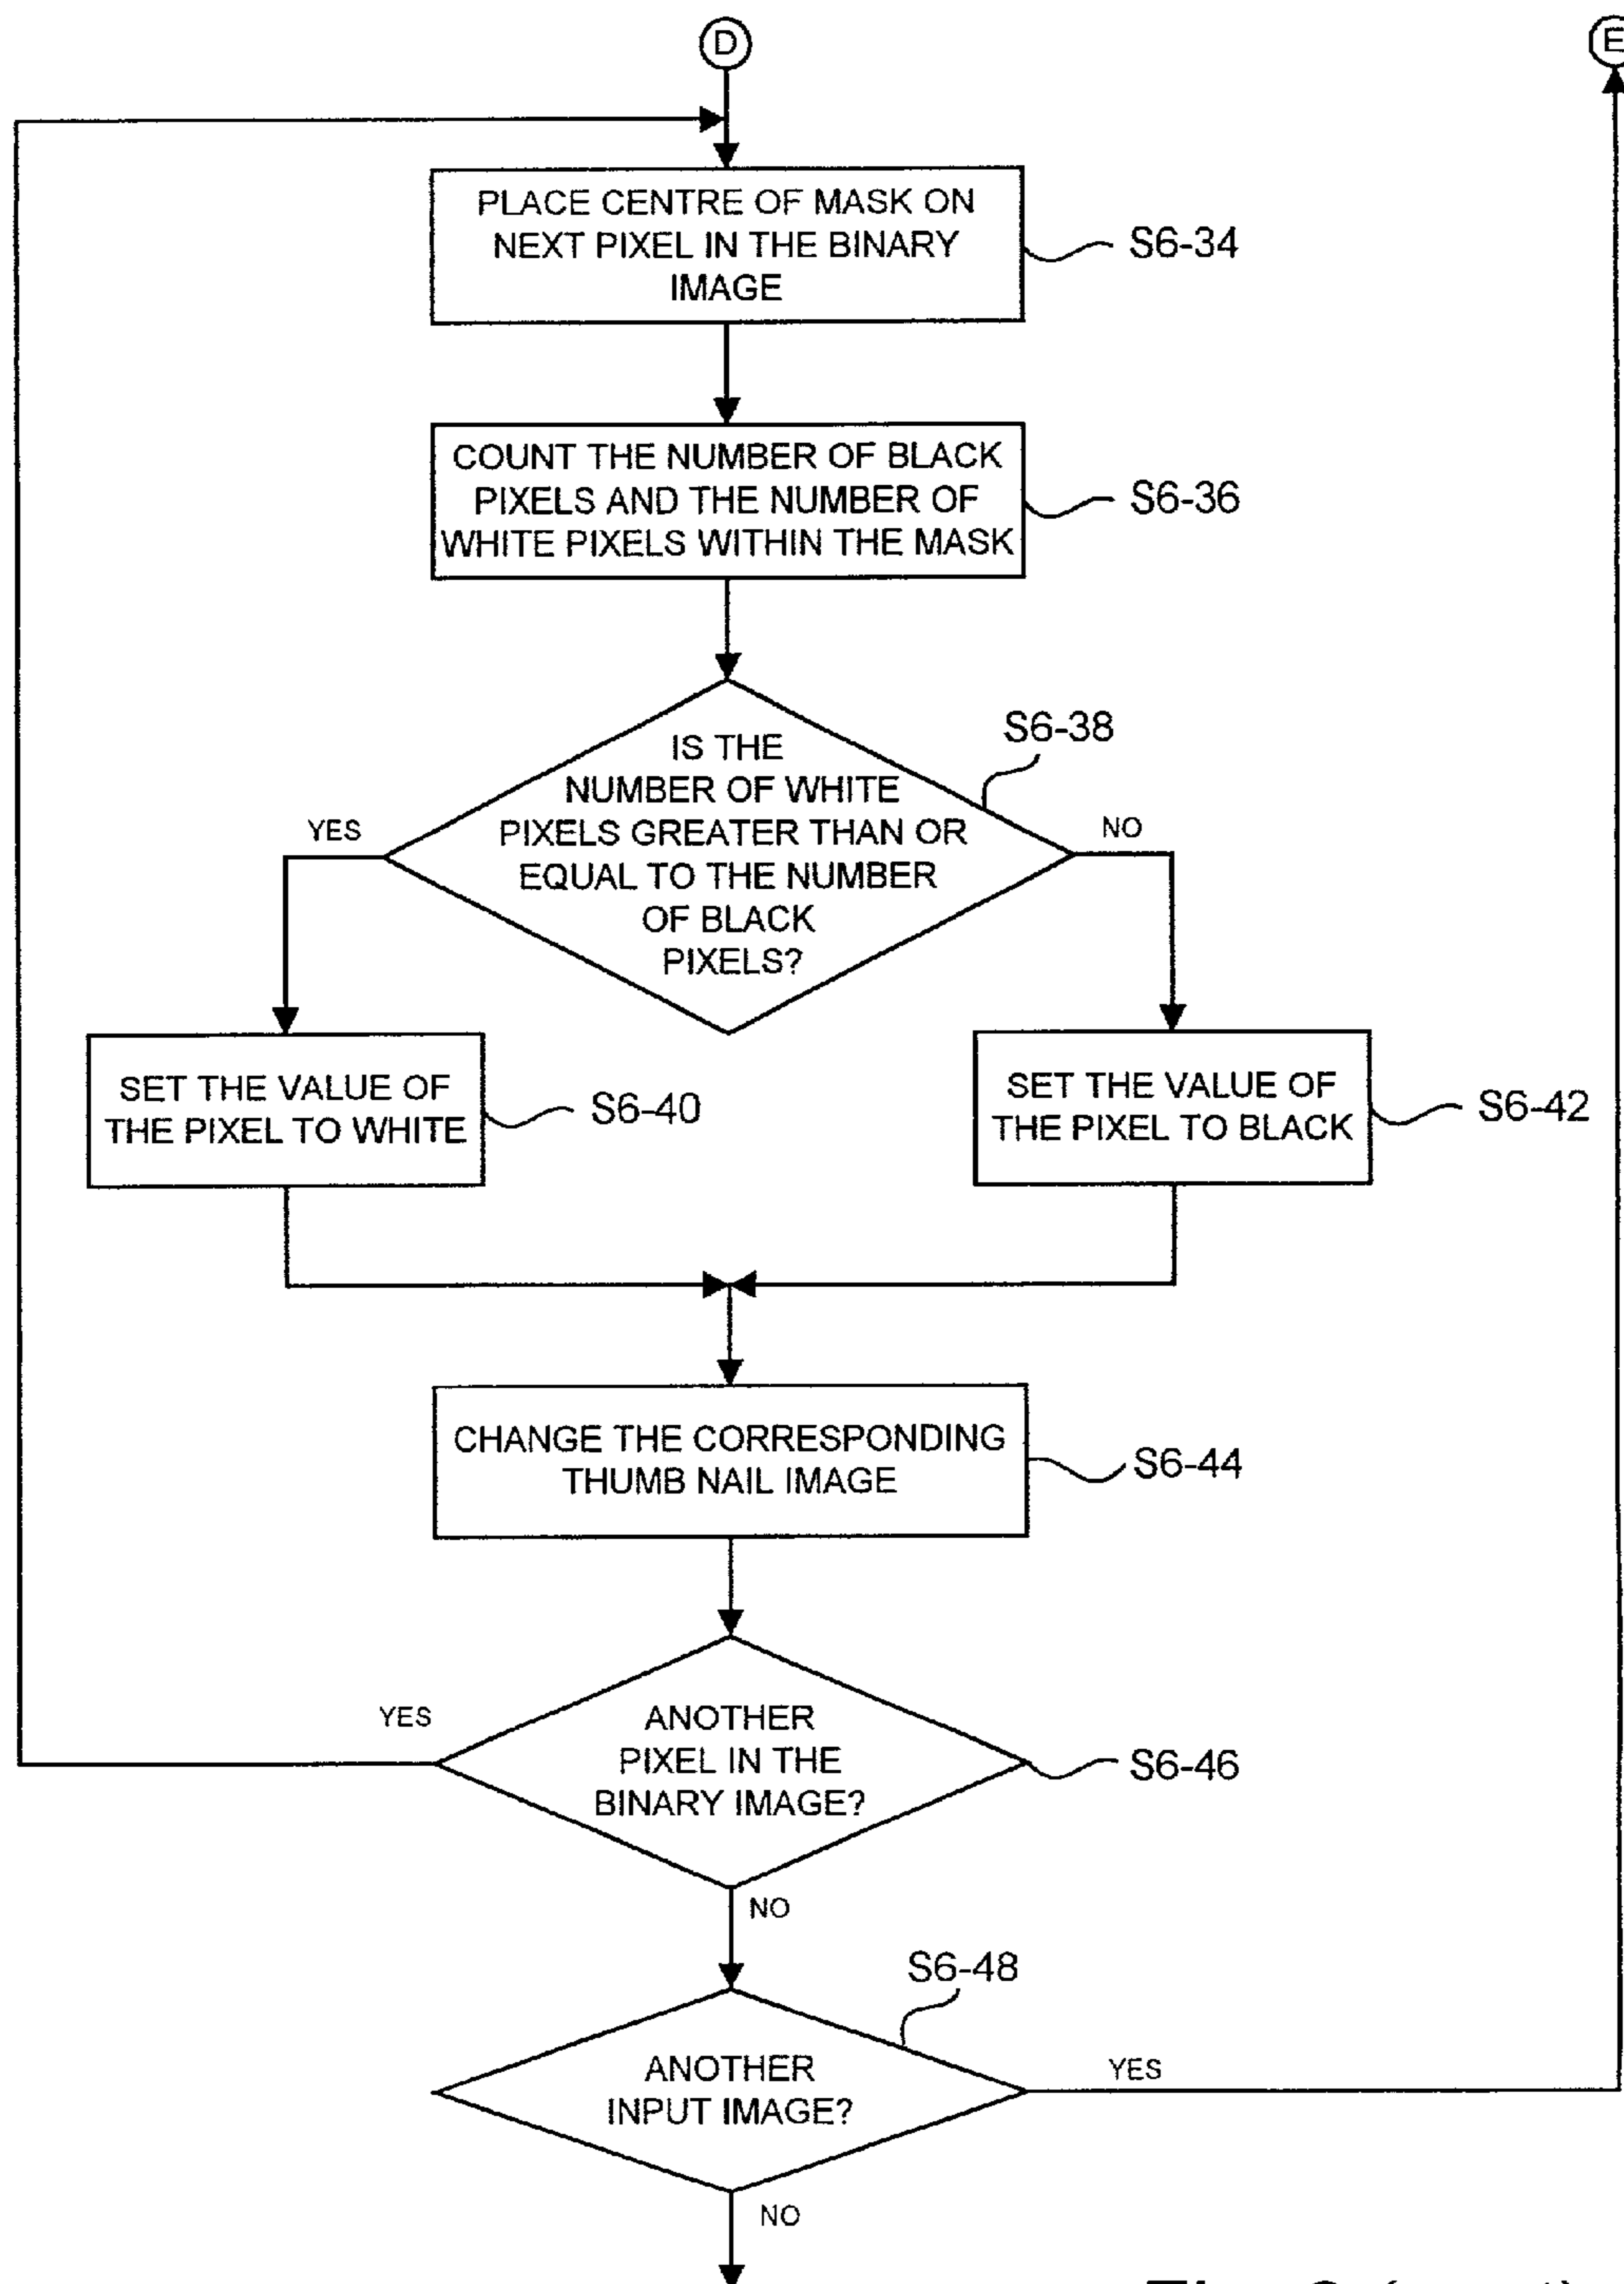 D
E
PLACE CENTRE OF MASK ON
NEXT PIXEL IN THE BINARY
IMAGE
S6-34
COUNT THE NUMBER OF BLACK
PIXELS AND THE NUMBER OF
WHITE PIXELS WITHIN THE MASK
S6-36
IS THE
NUMBER OF WHITE
PIXELS GREATER THAN OR
EQUAL TO THE NUMBER
OF BLACK
PIXELS?
S6-38
YES
NO
SET THE VALUE OF
THE PIXEL TO WHITE
S6-40
SET THE VALUE OF
THE PIXEL TO BLACK
S6-42
CHANGE THE CORRESPONDING
THUMB NAIL IMAGE
S6-44
YES
ANOTHER
PIXEL IN THE
BINARY IMAGE?
S6-46
NO
S6-48
ANOTHER
INPUT IMAGE?
YES
NO